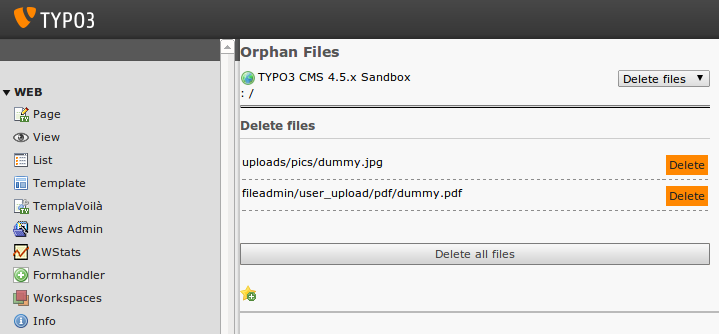 TYPO3
WEB
Page
View
List
Template
TemplaVoilà
News Admin
AWStats
Formhandler
Workspaces
Info
Orphan Files
TYPO3 CMS 4.5.x Sandbox
: /
Delete files
Delete files
uploads/pics/dummy.jpg
Delete
fileadmin/user_upload/pdf/dummy.pdf
Delete
Delete all files